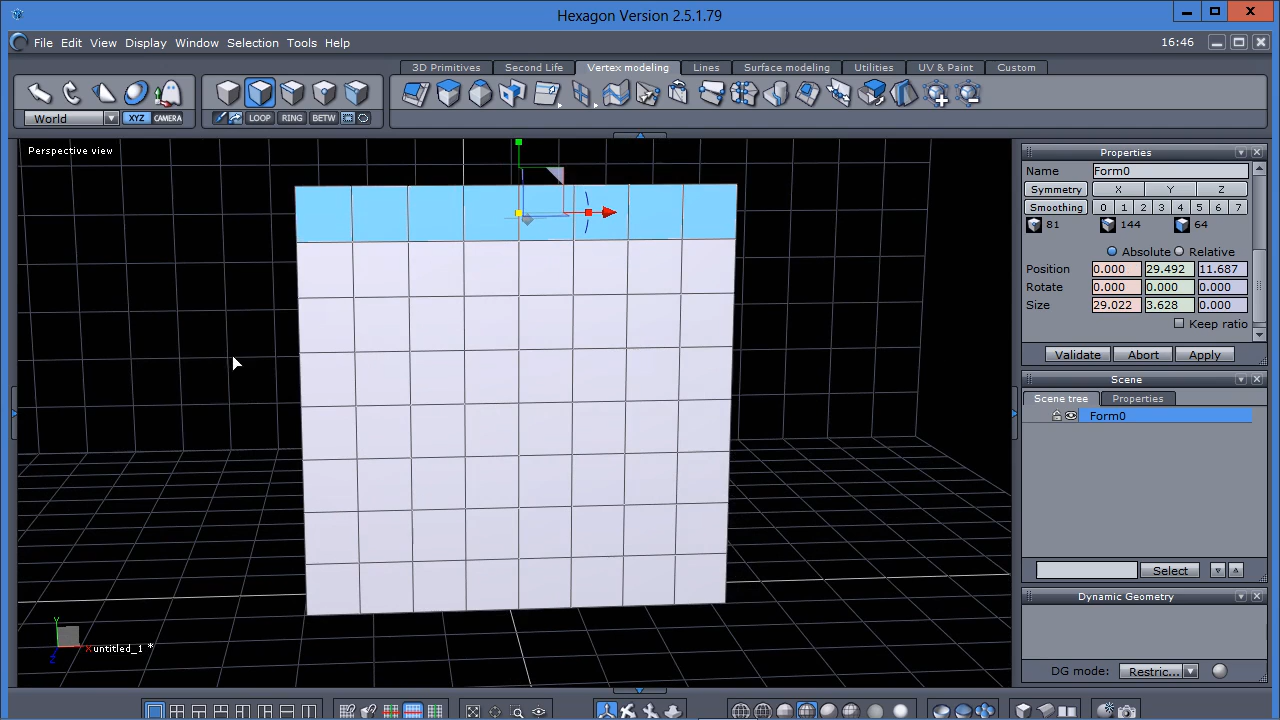 Hexagon Version 2.5.1.79
File Edit View Display Window Selection Tools Help
16:46
3D Primitives Second Life Vertex modeling Lines Surface modeling Utilities UV & Paint Custom
World XYZ CAMERA LOOP RING BETW
Perspective view
Properties
Name Form0
Symmetry X Y Z
Smoothing 0 1 2 3 4 5 6 7
81 144 64
Absolute Relative
Position 0.000 29.492 11.687
Rotate 0.000 0.000 0.000
Size 29.022 3.628 0.000
Keep ratio
Validate Abort Apply
Scene
Scene tree Properties
Form0
Select
Dynamic Geometry
DG mode: Restric...
Y
X
Z
untitled_1 *